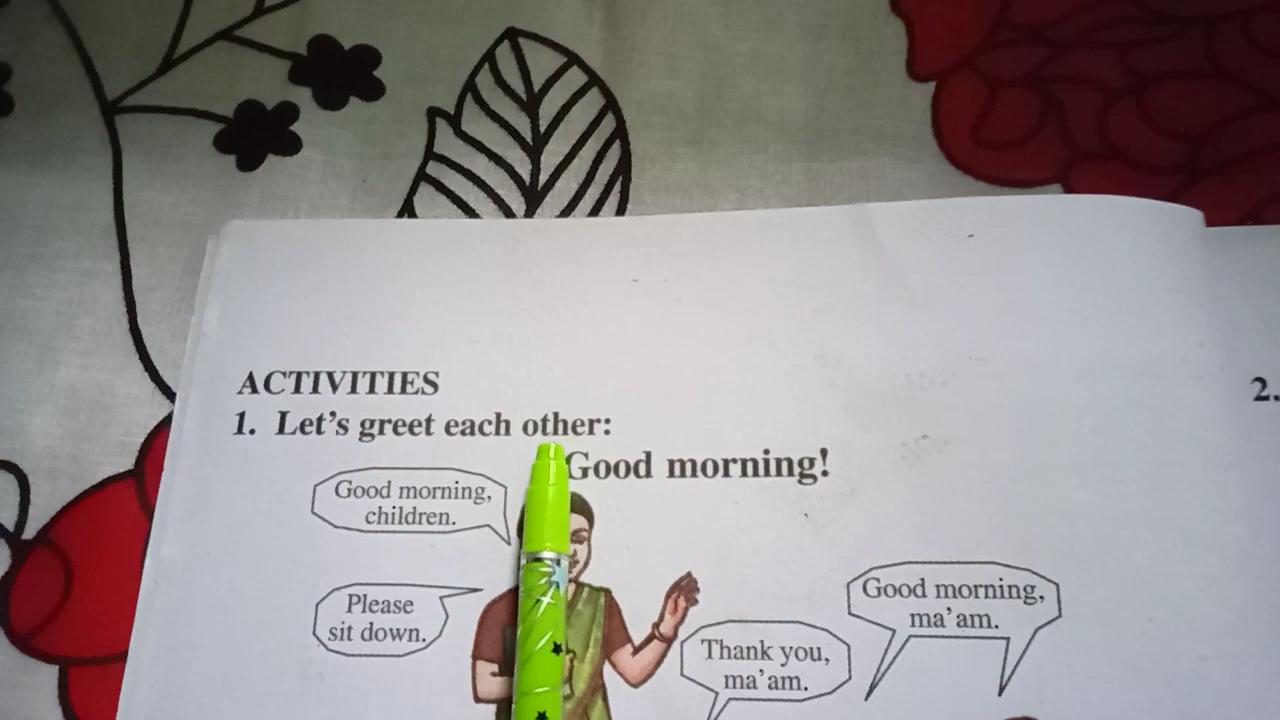 ACTIVITIES
1. Let's greet each other:
Good morning!
Good morning,
children.
Please
sit down.
Thank you,
ma'am.
Good morning,
ma'am.
2.